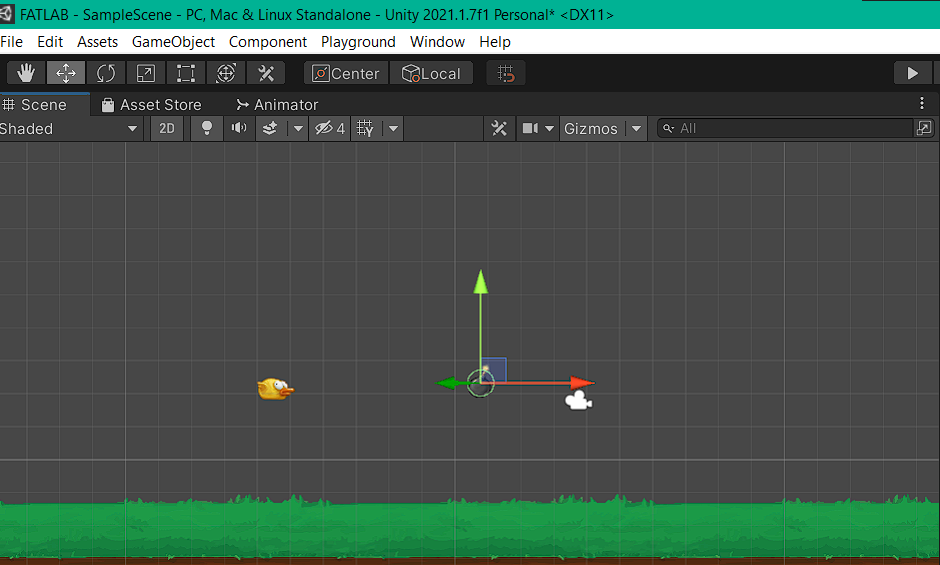 FATLAB - SampleScene - PC, Mac & Linux Standalone - Unity 2021.1.7f1 Personal* <DX11>
File Edit Assets GameObject Component Playground Window Help
Center Local
Scene Asset Store Animator
Shaded 2D 4 Y Gizmos All